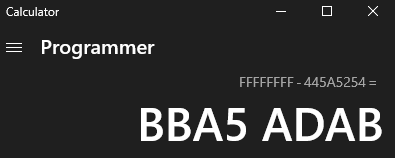 Calculator
Programmer
FFFFFFFF - 445A5254 =
BBA5 ADAB